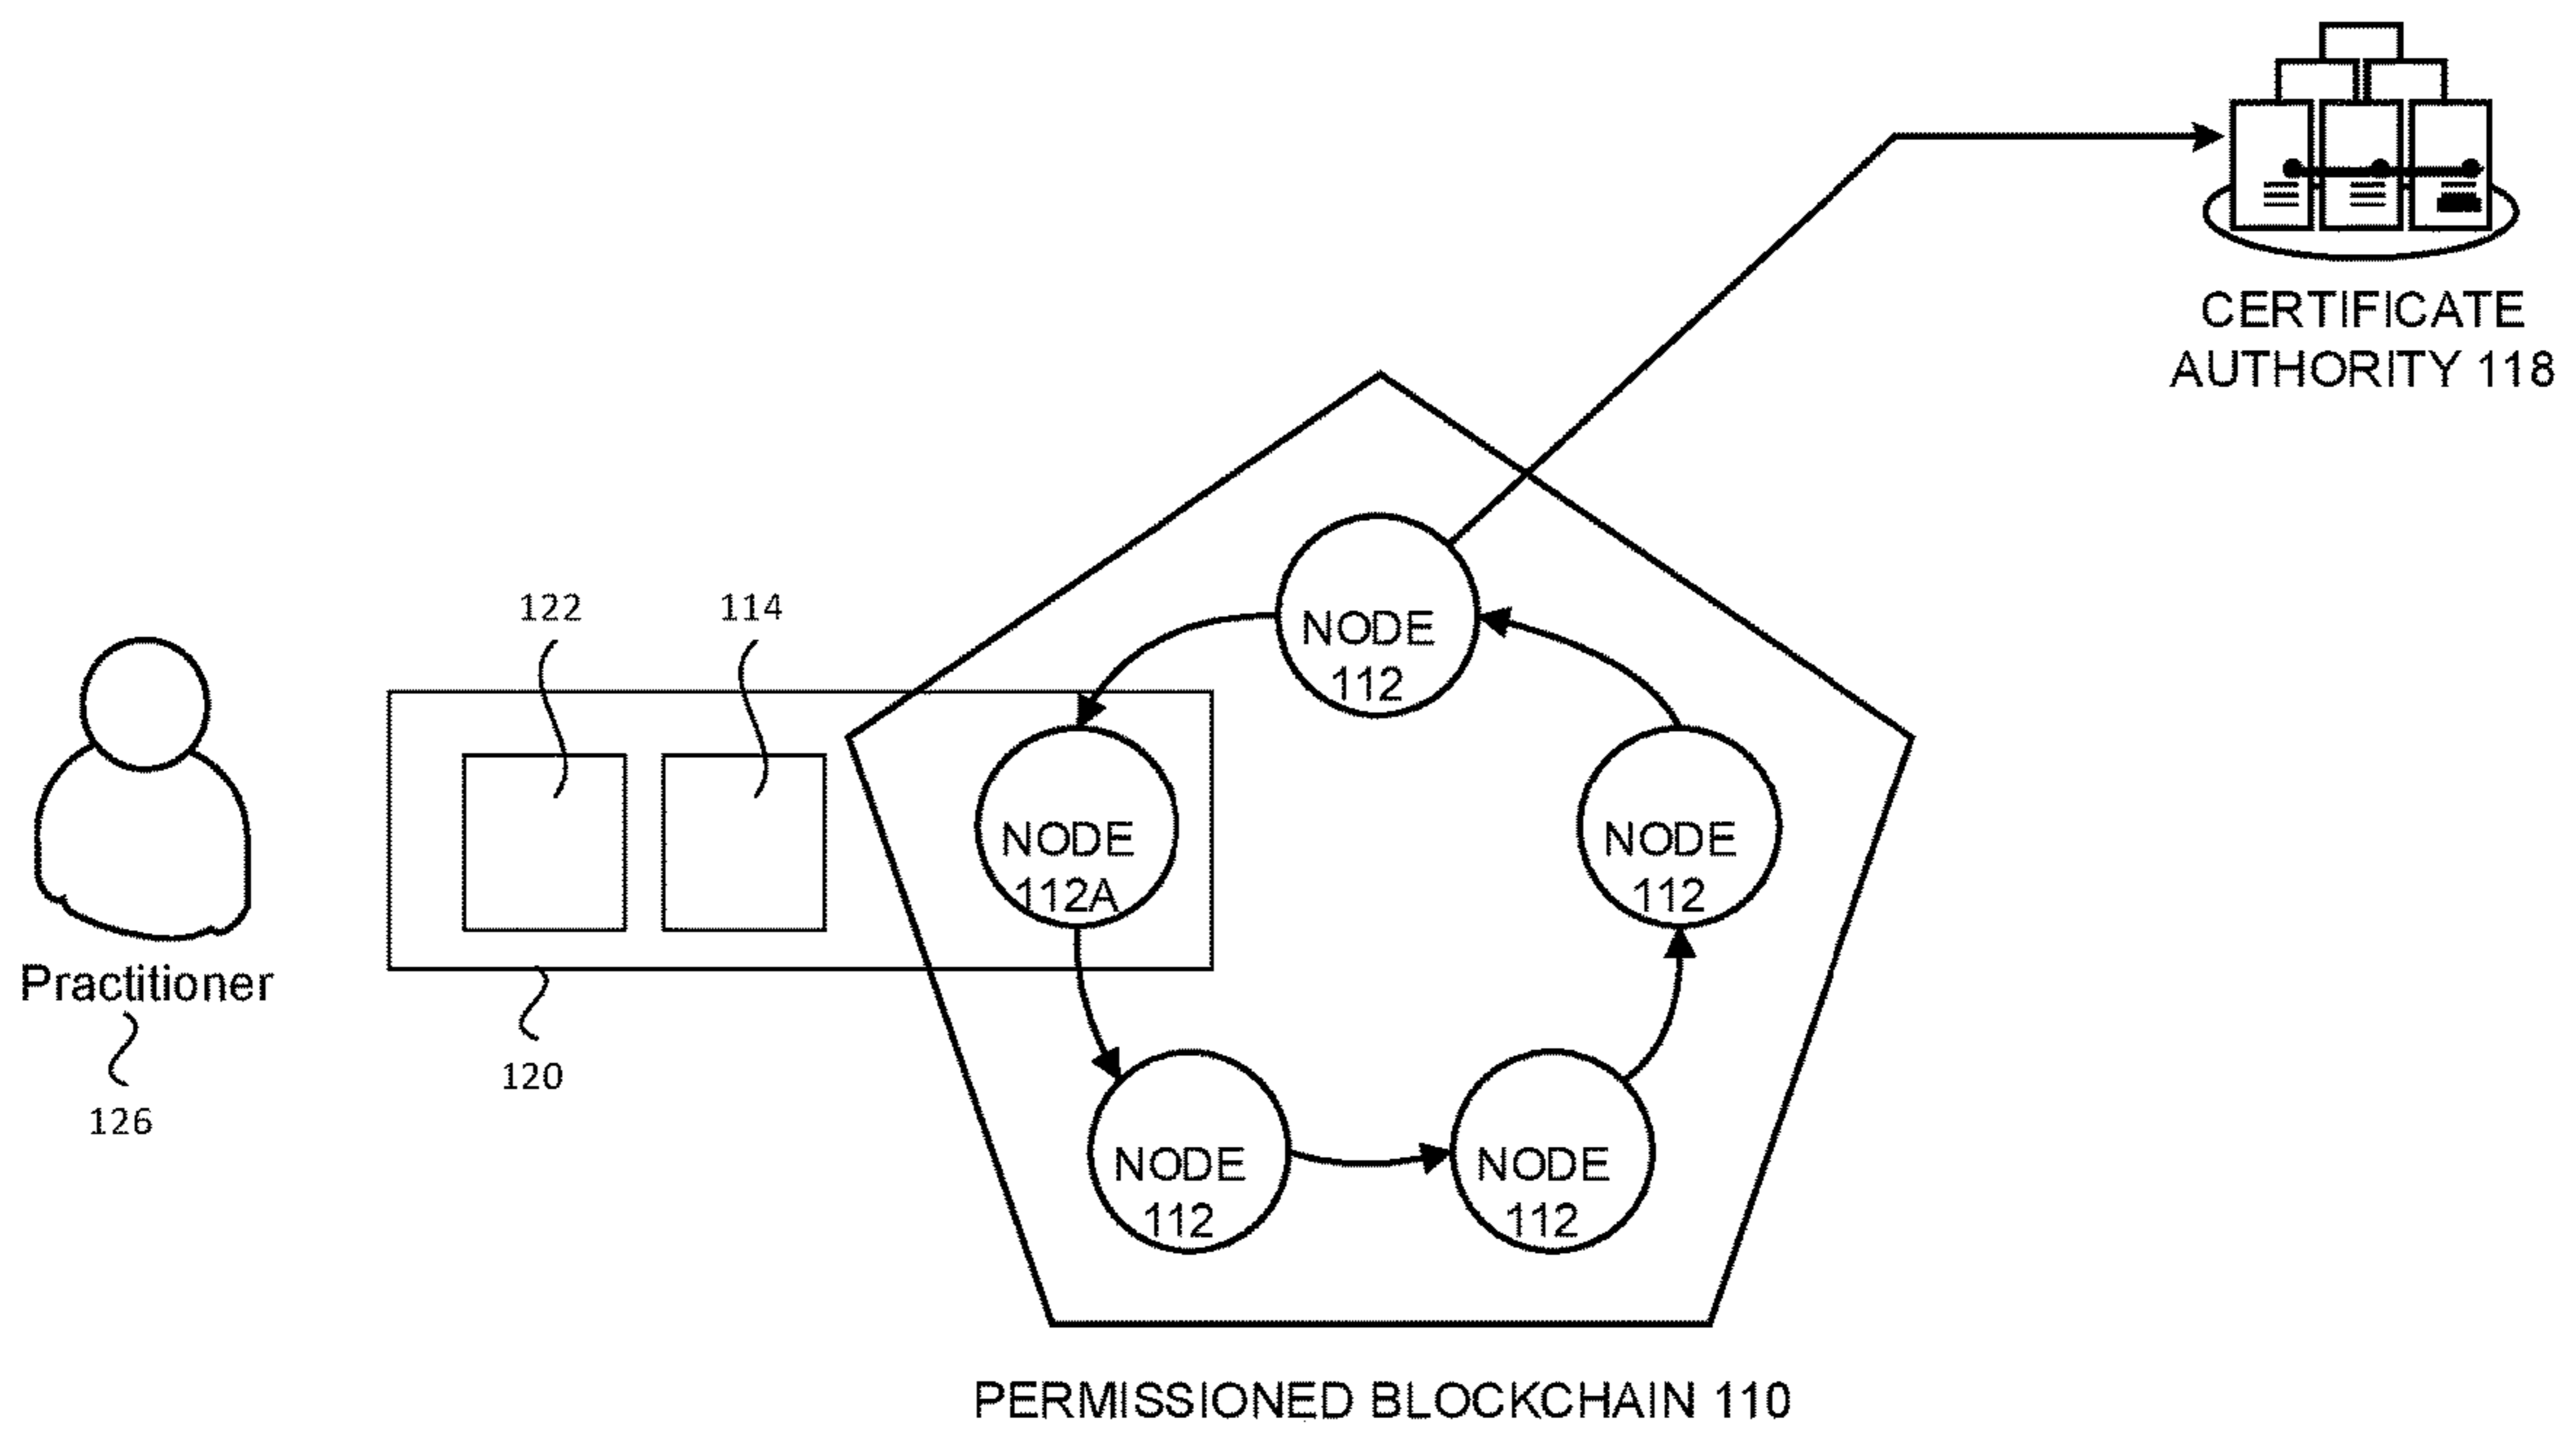 CERTIFICATE
AUTHORITY 118
122
114
NODE
112
NODE
112A
NODE
112
Practitioner
126
120
NODE
112
NODE
112
PERMISSIONED BLOCKCHAIN 110